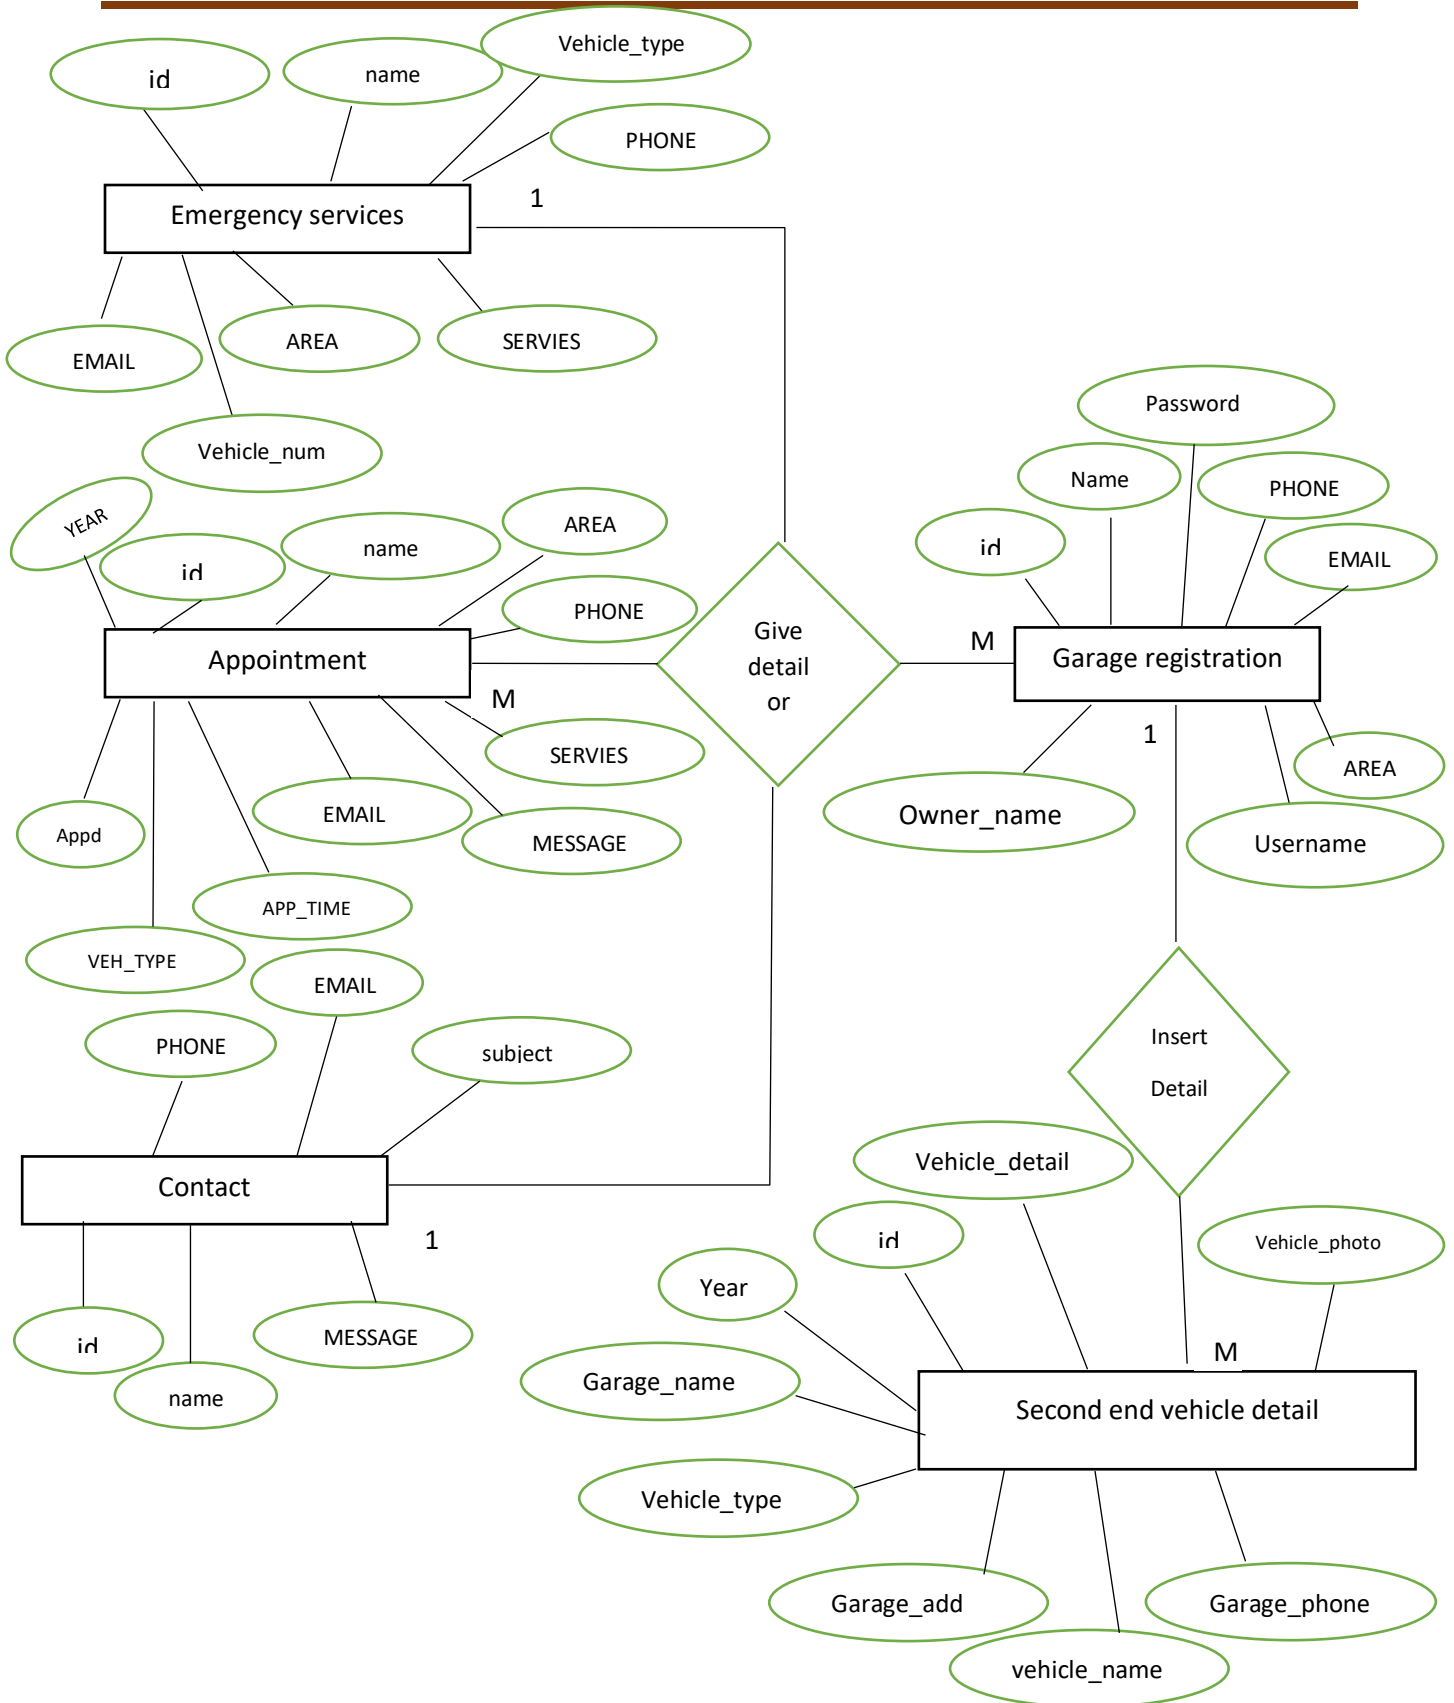 Vehicle_type
id
name
PHONE
Emergency services
1
EMAIL
AREA
SERVIES
Vehicle_num
Password
Name
PHONE
id
EMAIL
YEAR
id
name
AREA
PHONE
Appointment
M
Give
detail
or
M
Garage registration
1
SERVIES
AREA
Owner_name
Username
Appd
EMAIL
MESSAGE
APP_TIME
VEH_TYPE
EMAIL
PHONE
subject
Insert
Detail
Contact
1
id
name
MESSAGE
Vehicle_detail
id
Vehicle_photo
Year
M
Garage_name
Second end vehicle detail
Vehicle_type
Garage_add
Garage_phone
vehicle_name